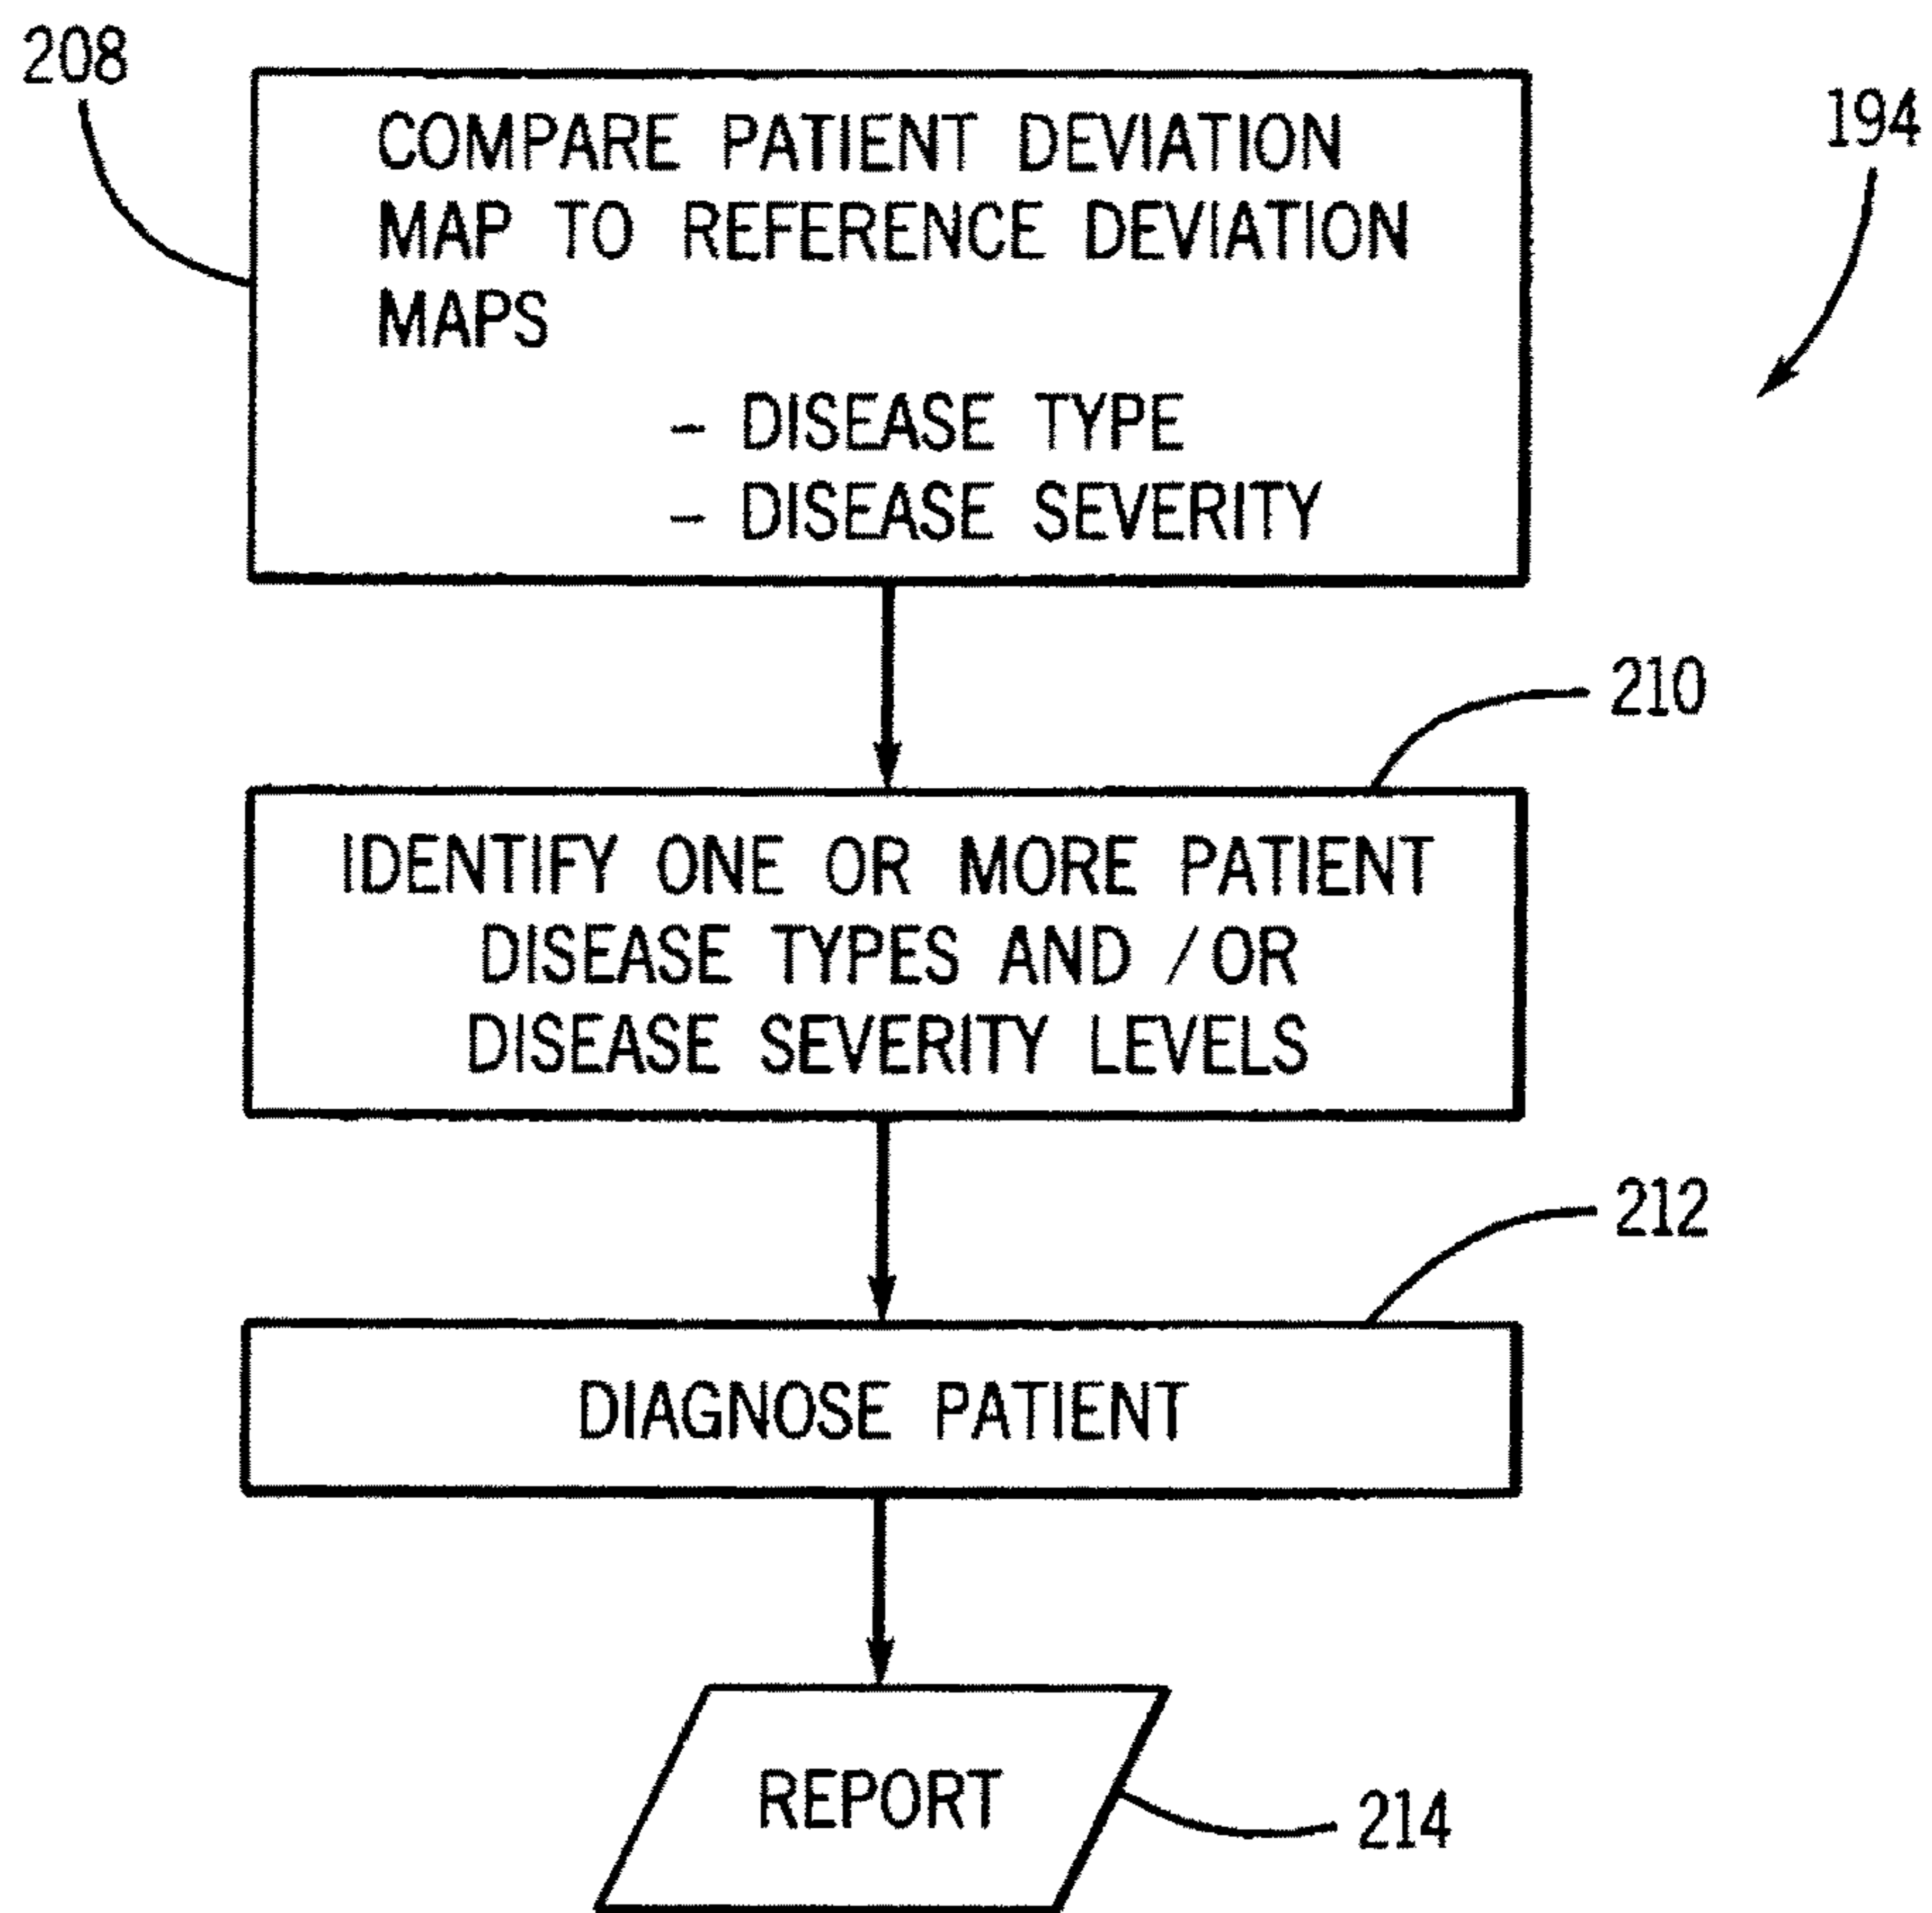 208
194
COMPARE PATIENT DEVIATION
MAP TO REFERENCE DEVIATION
MAPS
- DISEASE TYPE
- DISEASE SEVERITY
210
IDENTIFY ONE OR MORE PATIENT
DISEASE TYPES AND /OR
DISEASE SEVERITY LEVELS
212
DIAGNOSE PATIENT
REPORT
214